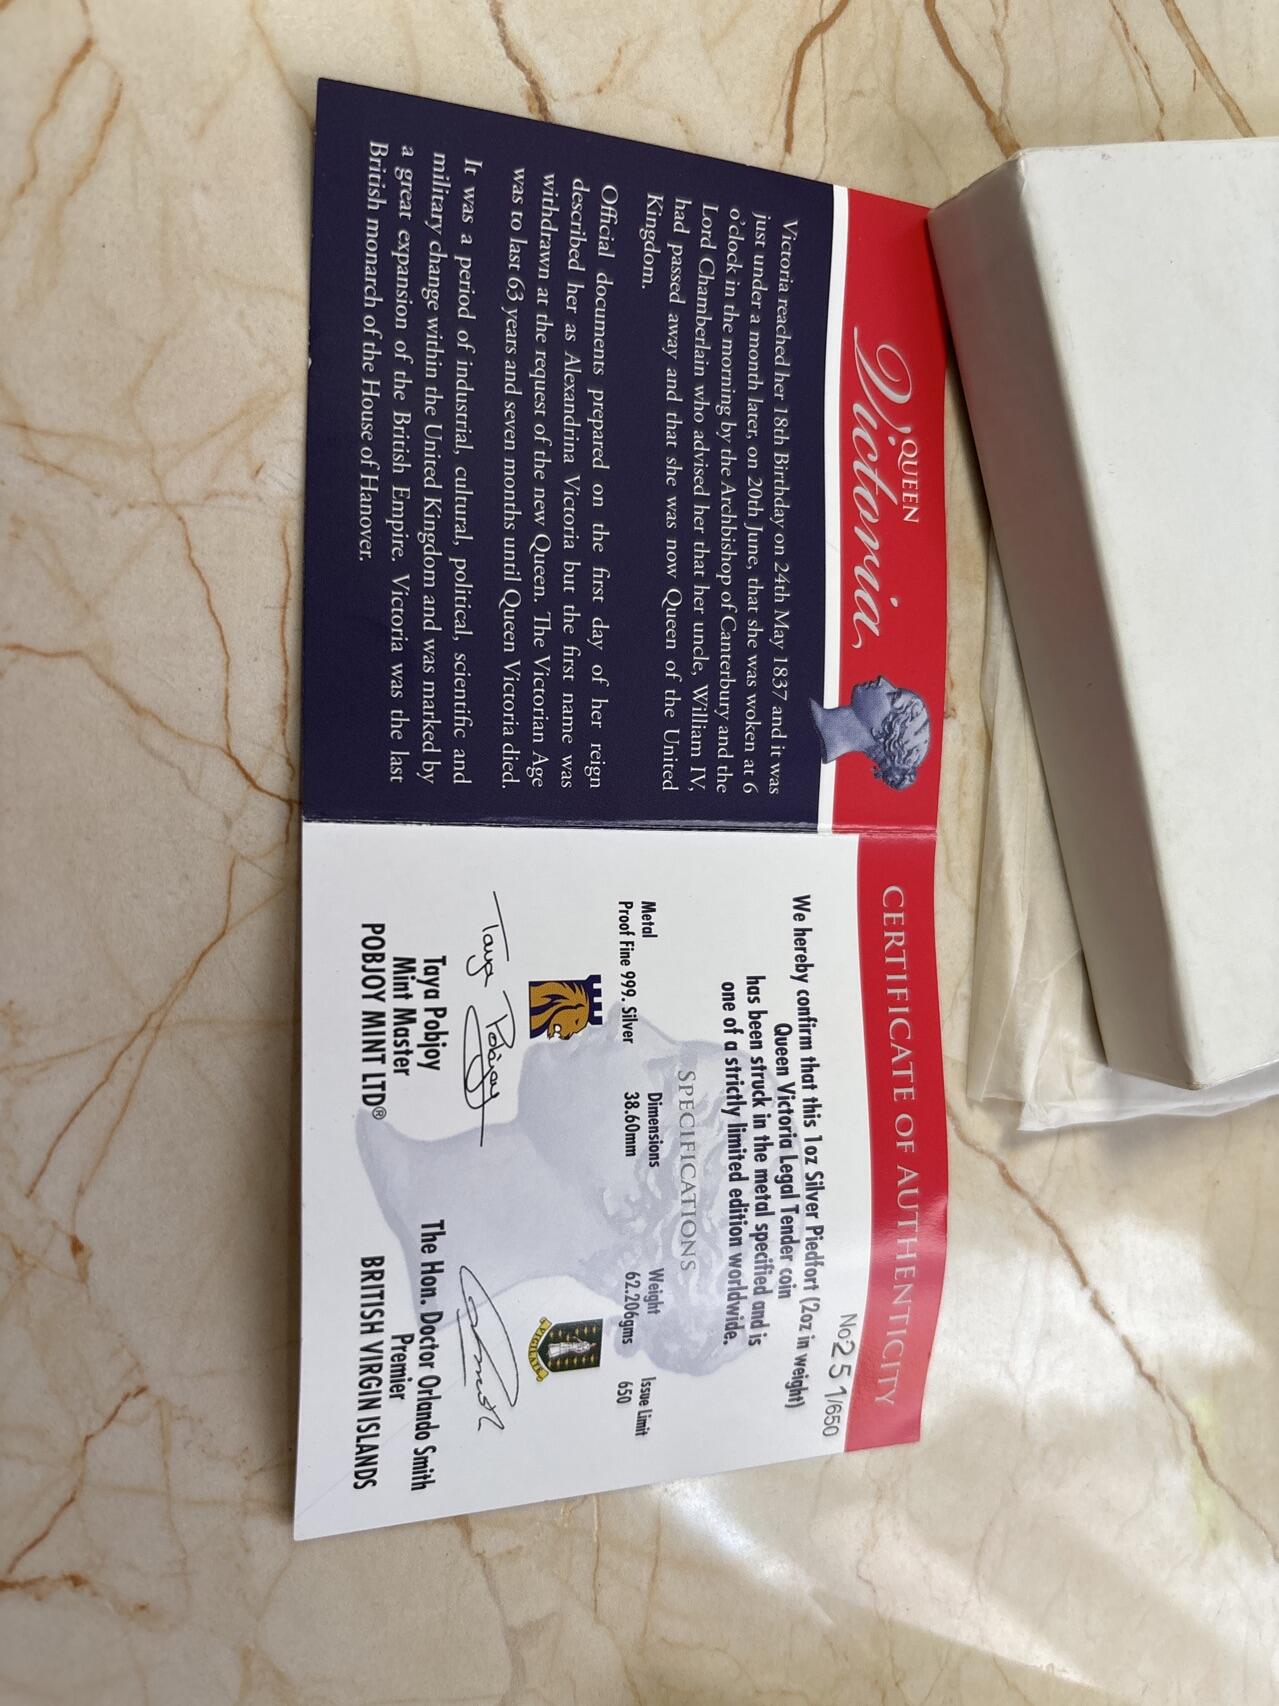 QUEEN
Victoria
Victoria reached her 18th Birthday on 24th May 1837 and it was
just under a month later, on 20th June, that she was woken at 6
o'clock in the morning by the Archbishop of Canterbury and the
Lord Chamberlain who advised her that her uncle, William IV,
had passed away and that she was now Queen of the United
Kingdom.
Official documents prepared on the first day of her reign
described her as Alexandrina Victoria but the first name was
withdrawn at the request of the new Queen. The Victorian Age
was to last 63 years and seven months until Queen Victoria died.
It was a period of industrial, cultural, political, scientific and
military change within the United Kingdom and was marked by
a great expansion of the British Empire. Victoria was the last
British monarch of the House of Hanover.
CERTIFICATE OF AUTHENTICITY
No251/650
We hereby confirm that this 1oz Silver Piedfort (2oz in weight)
Queen Victoria Legal Tender coin
has been struck in the metal specified and is
one of a strictly limited edition worldwide.
SPECIFICATIONS
Metal Dimensions Weight Issue Limit
Proof Fine 999. Silver 38.60mm 62.206gms 650
VIGILATE
Taya Pobjoy
Taya Pobjoy
Mint Master
POBJOY MINT LTD®
The Hon. Doctor Orlando Smith
Premier
BRITISH VIRGIN ISLANDS